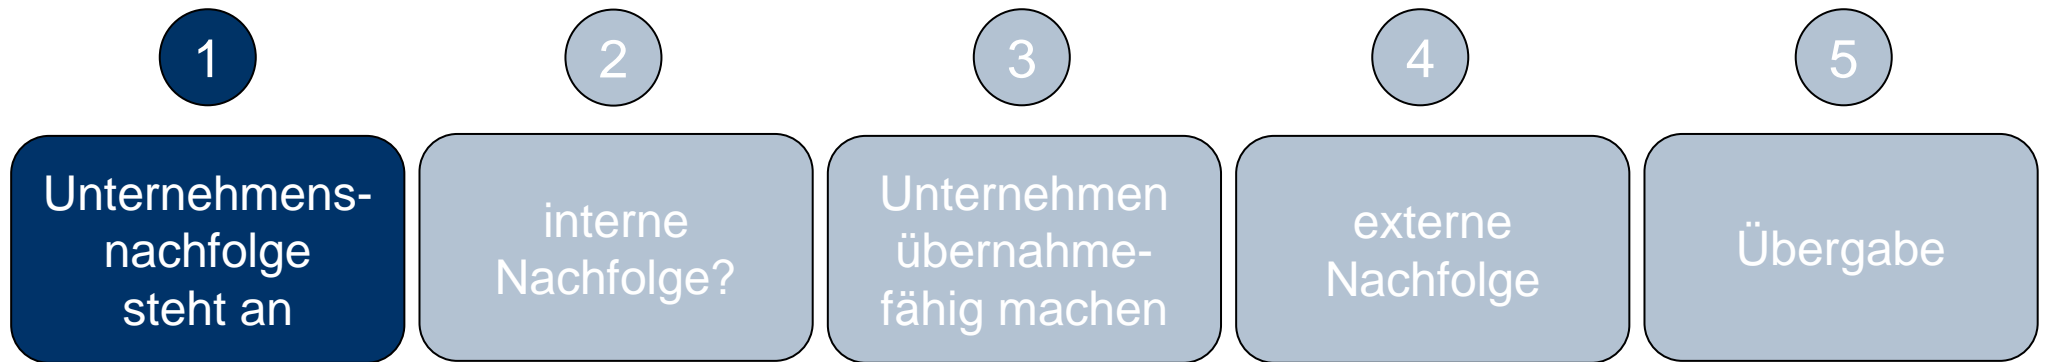 1
2
3
4
5
Unternehmens-
nachfolge
steht an
interne
Nachfolge?
Unternehmen
übernahme-
fähig machen
externe
Nachfolge
Übergabe